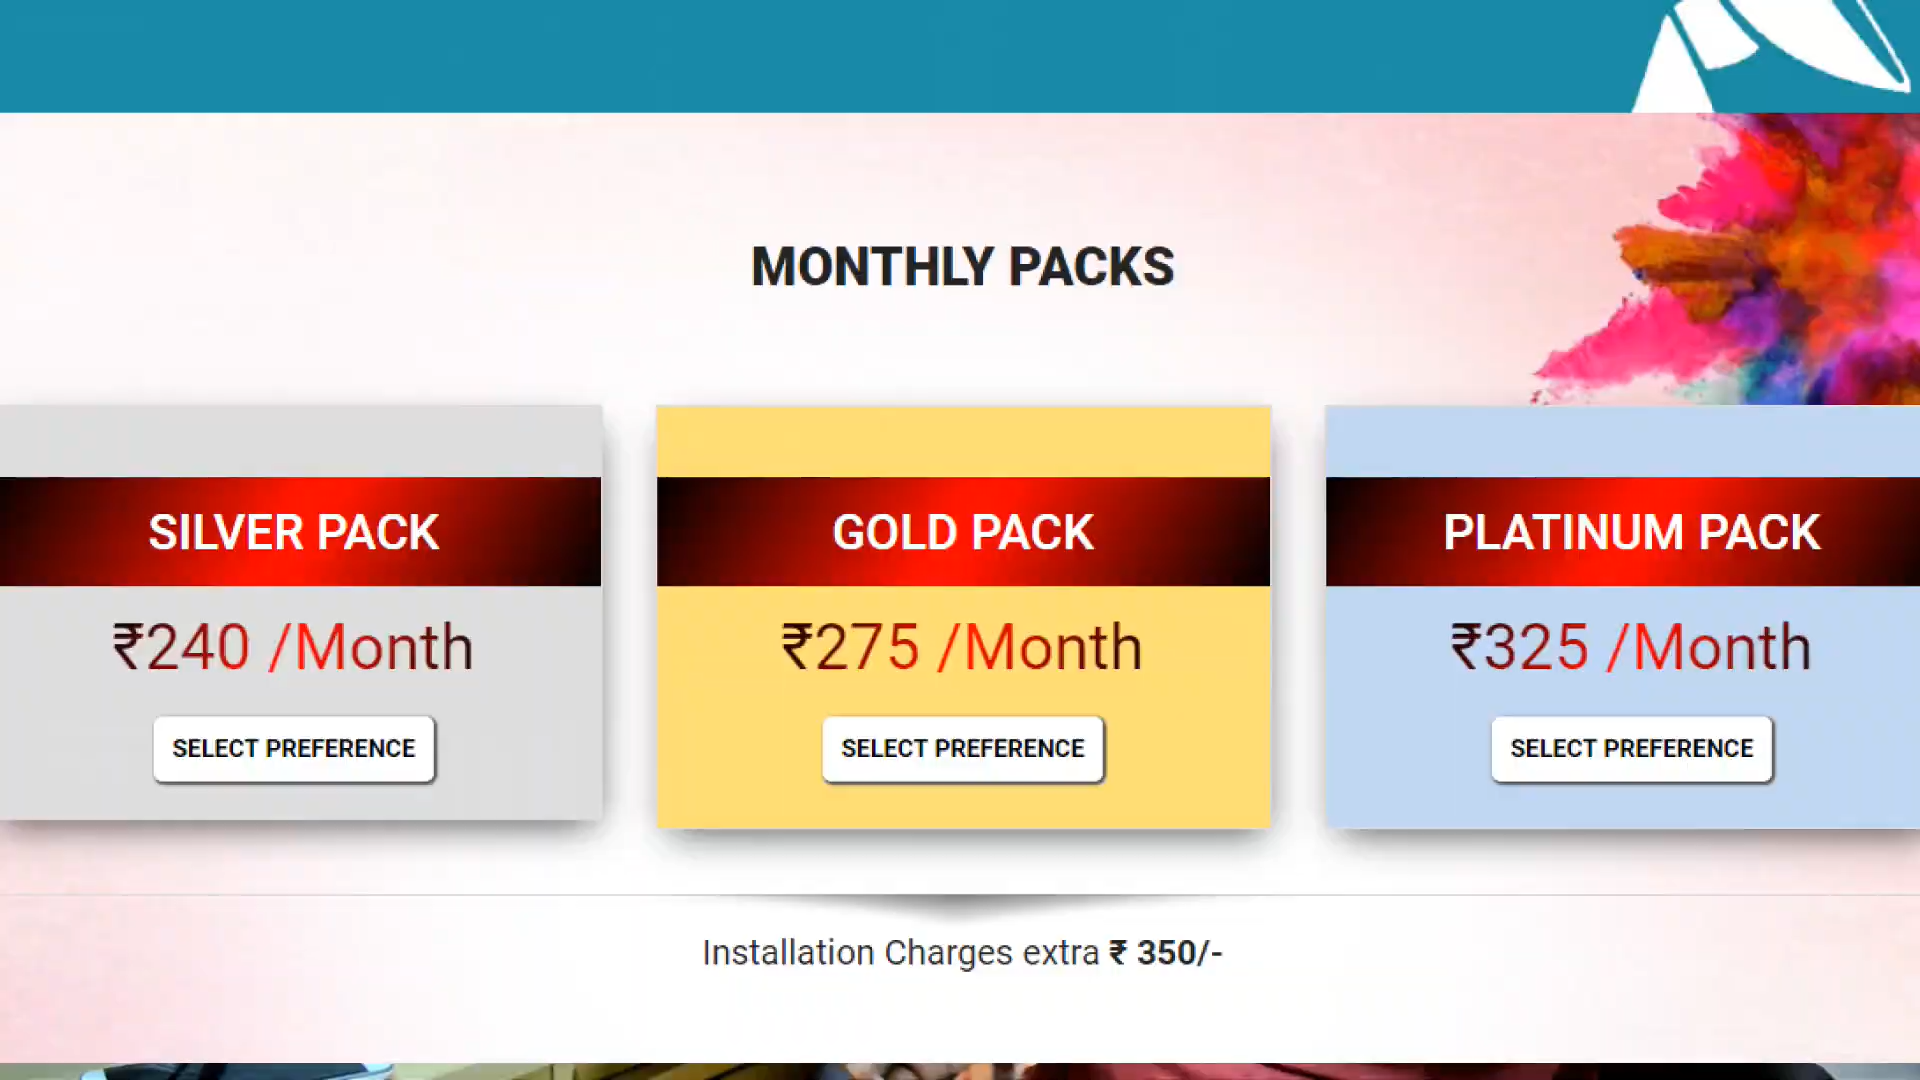 MONTHLY PACKS
SILVER PACK
₹240 /Month
SELECT PREFERENCE
GOLD PACK
₹275 /Month
SELECT PREFERENCE
PLATINUM PACK
₹325 /Month
SELECT PREFERENCE
Installation Charges extra ₹ 350/-